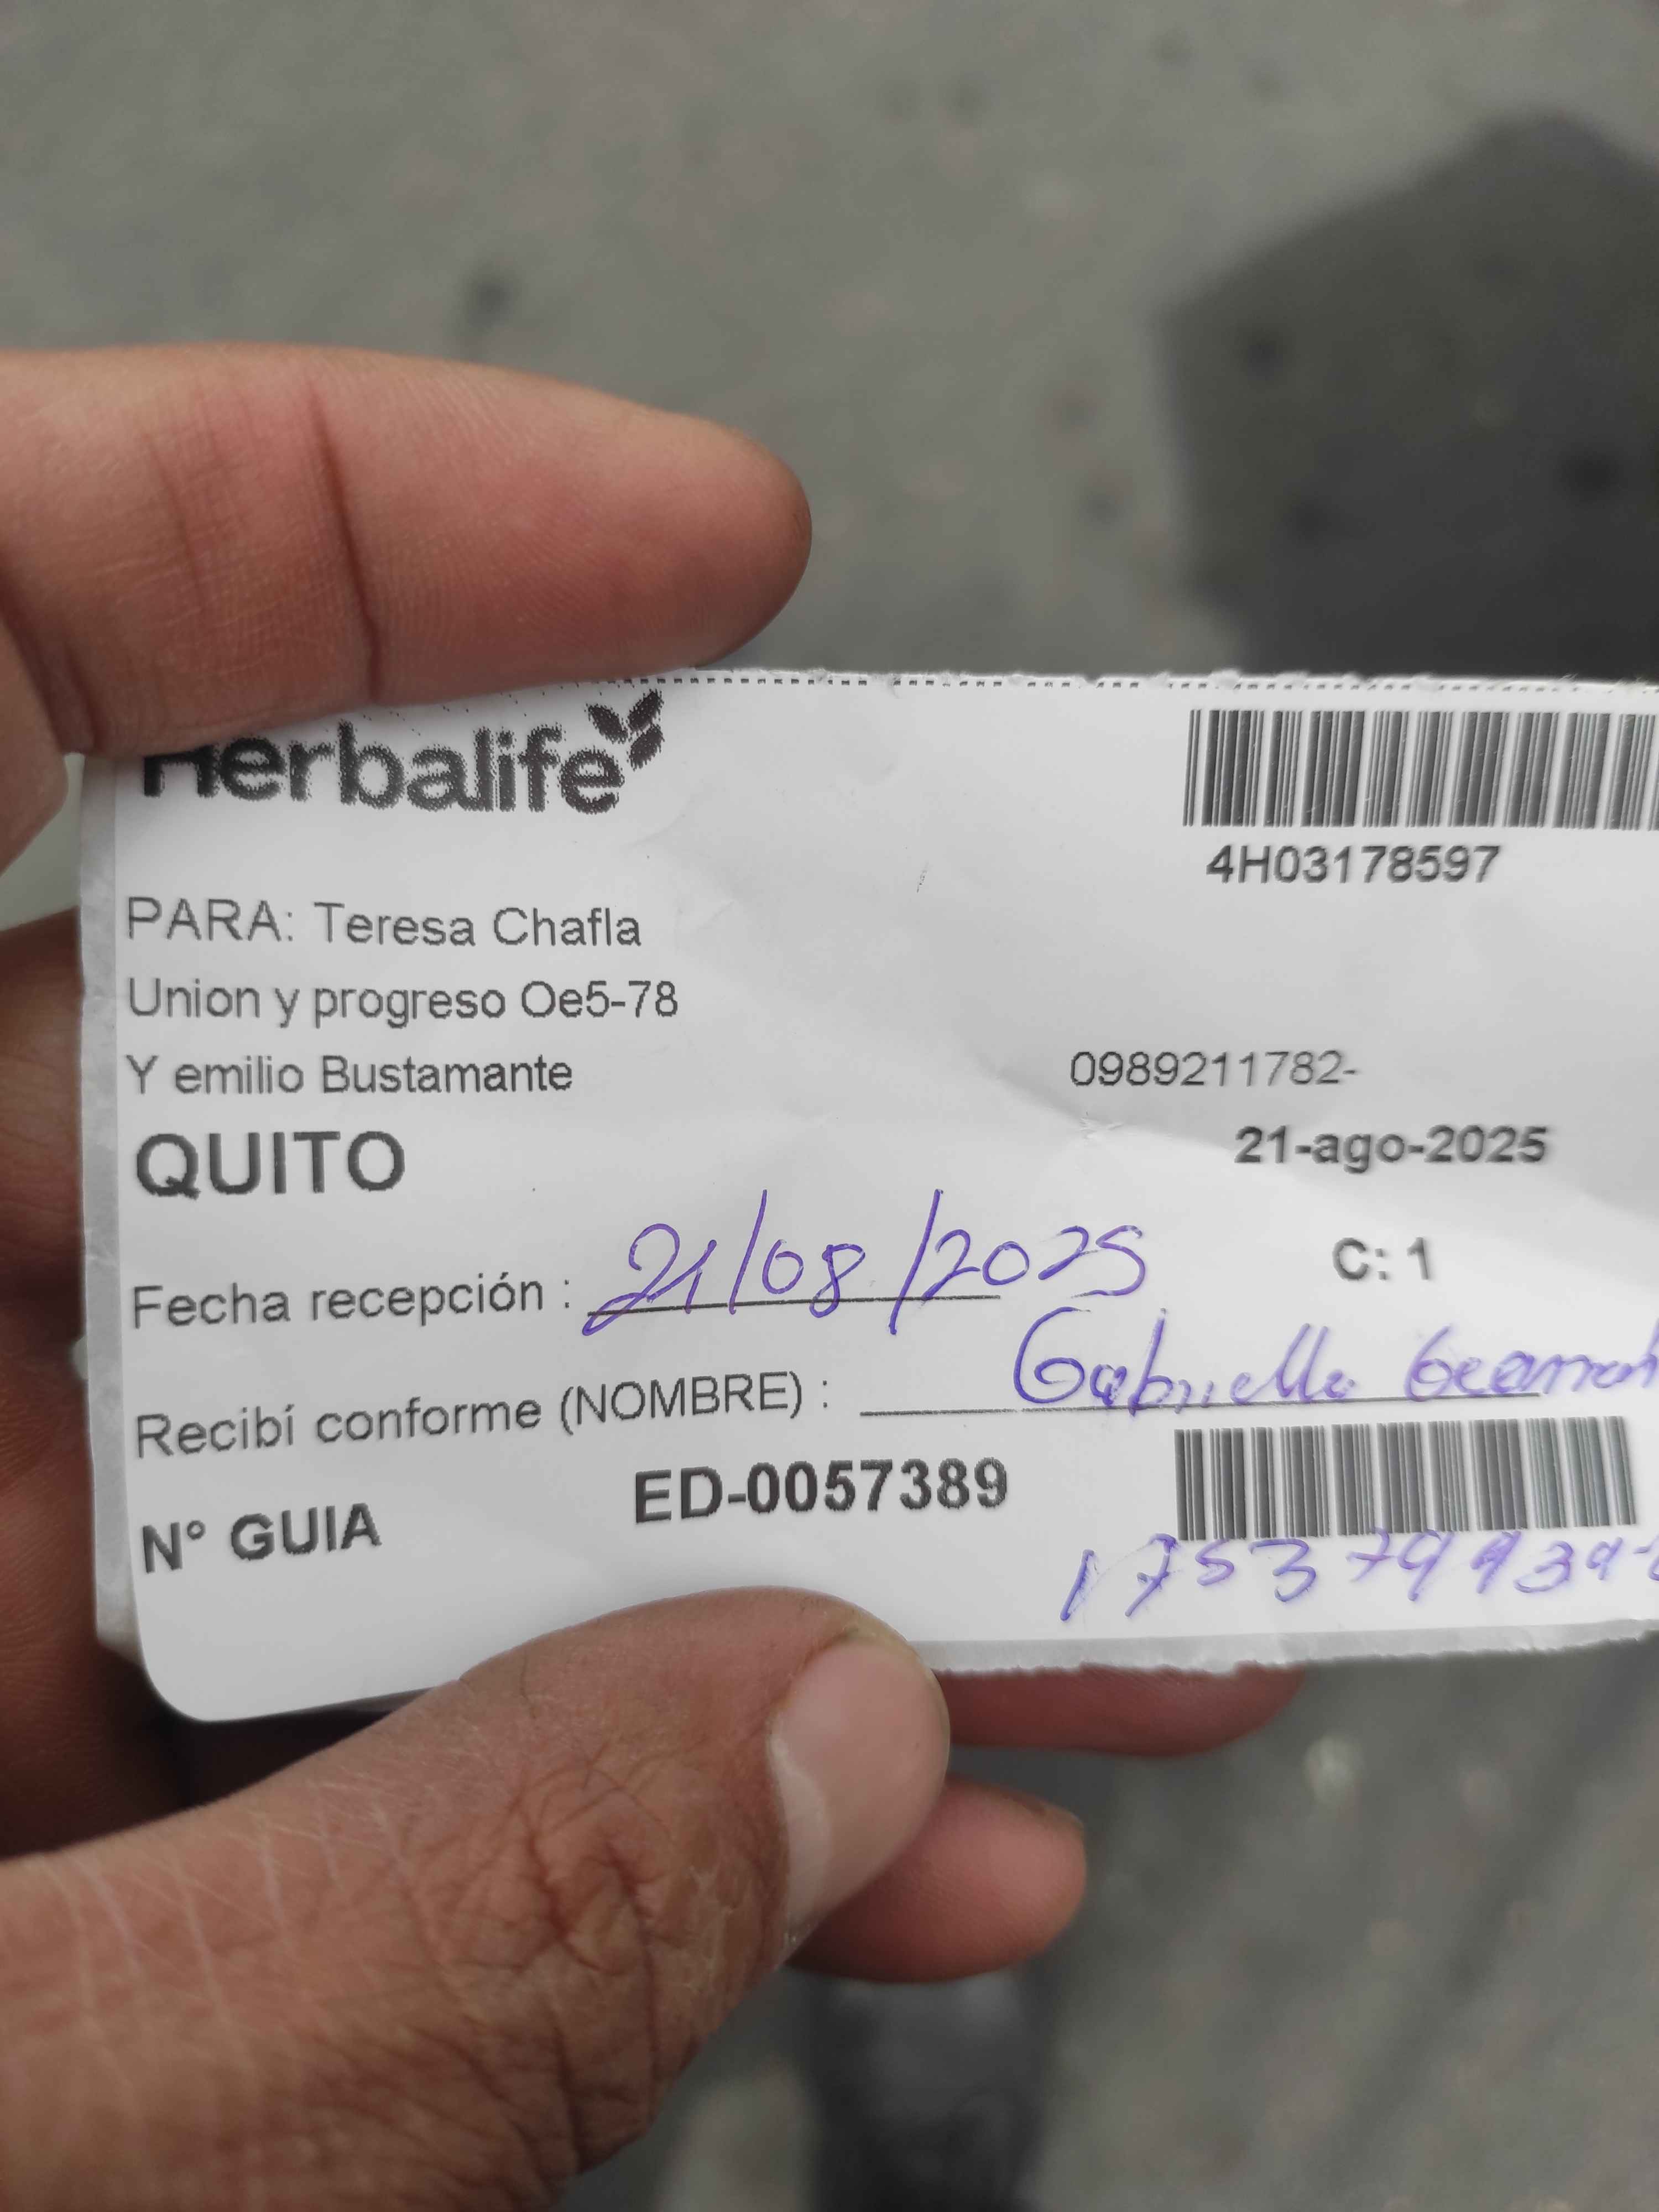 Herbalife
4H03178597
PARA: Teresa Chafla
Union y progreso Oe5-78
Y emilio Bustamante
0989211782-
QUITO
21-ago-2025
Fecha recepción : 21/08/2025
C: 1
Recibí conforme (NOMBRE) : Gabriella
N° GUIA ED-0057389